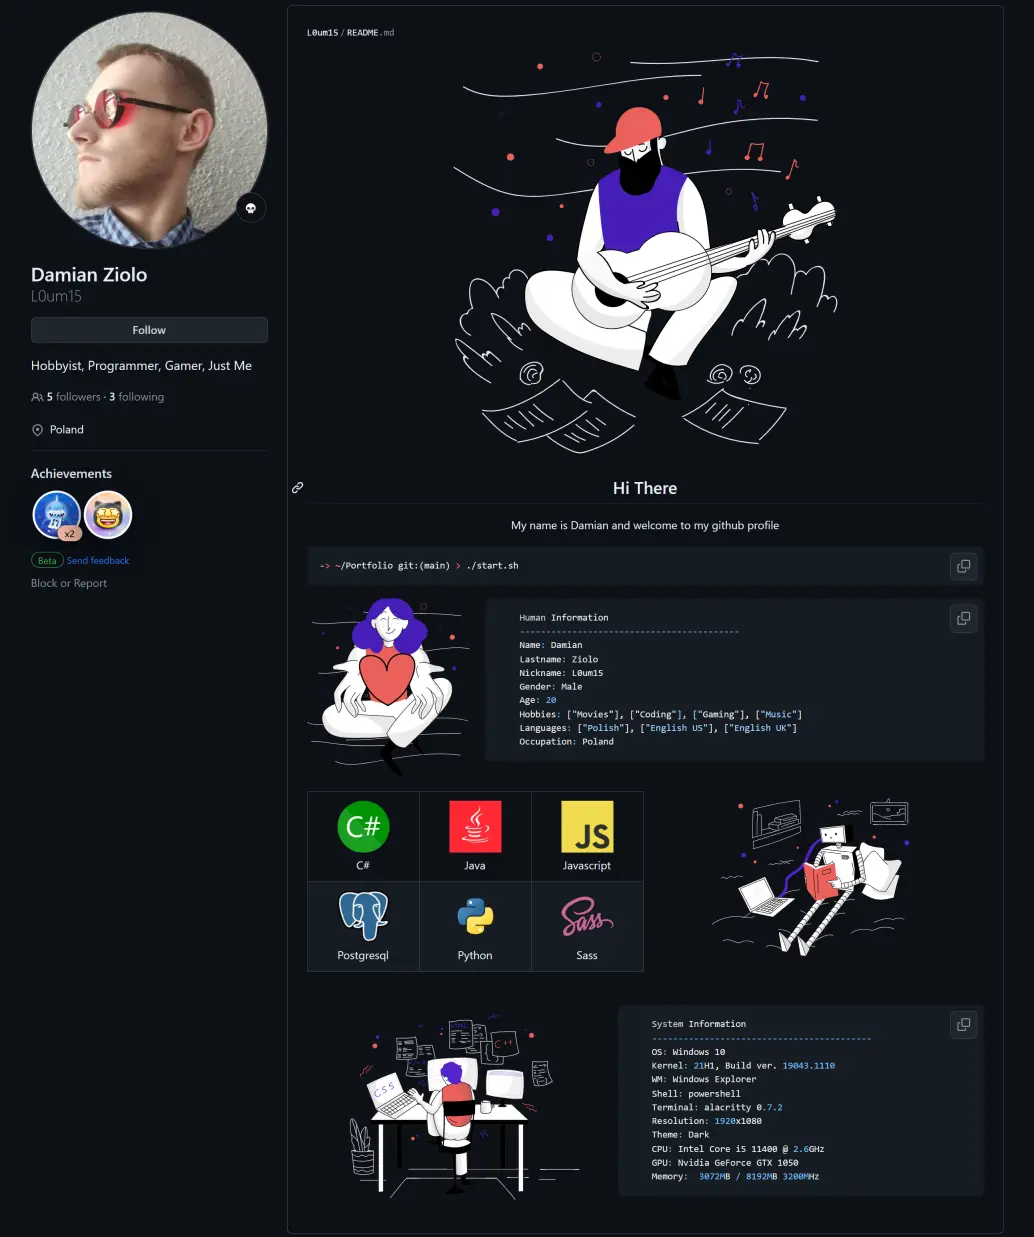 Damian Ziolo
L0um15
Follow
Hobbyist, Programmer, Gamer, Just Me
5 followers · 3 following
Poland
Achievements
x2
Beta Send feedback
Block or Report
L0um15 / README.md
Hi There
My name is Damian and welcome to my github profile
-> ~/Portfolio git:(main) > ./start.sh
Human Information
------------------------------------------
Name: Damian
Lastname: Ziolo
Nickname: L0um15
Gender: Male
Age: 20
Hobbies: ["Movies"], ["Coding"], ["Gaming"], ["Music"]
Languages: ["Polish"], ["English US"], ["English UK"]
Occupation: Poland
C#
C#
Java
JS
Javascript
Postgresql
Python
Sass
Sass
HTML
C++
CSS
System Information
------------------------------------------
OS: Windows 10
Kernel: 21H1, Build ver. 19043.1110
WM: Windows Explorer
Shell: powershell
Terminal: alacritty 0.7.2
Resolution: 1920x1080
Theme: Dark
CPU: Intel Core i5 11400 @ 2.6GHz
GPU: Nvidia GeForce GTX 1050
Memory:  3072MB / 8192MB 3200MHz